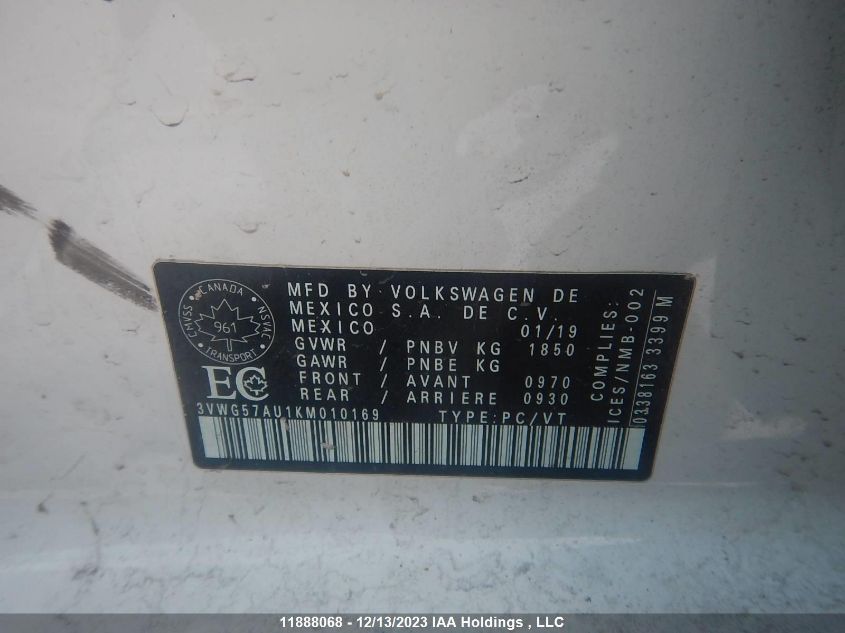 CANADA
CMVSS
NSVAC
961
TRANSPORT
EC
MFD BY: VOLKSWAGEN DE
MEXICO S.A. DE C.V.
MEXICO 01/19
GVWR / PNBV KG 1850
GAWR / PNBE KG
FRONT / AVANT 0970
REAR / ARRIERE 0930
3VWG57AU1KM010169 TYPE:PC/VT
COMPLIES:
ICES/NMB-002
0338163 3399M
11888068 - 12/13/2023 IAA Holdings , LLC